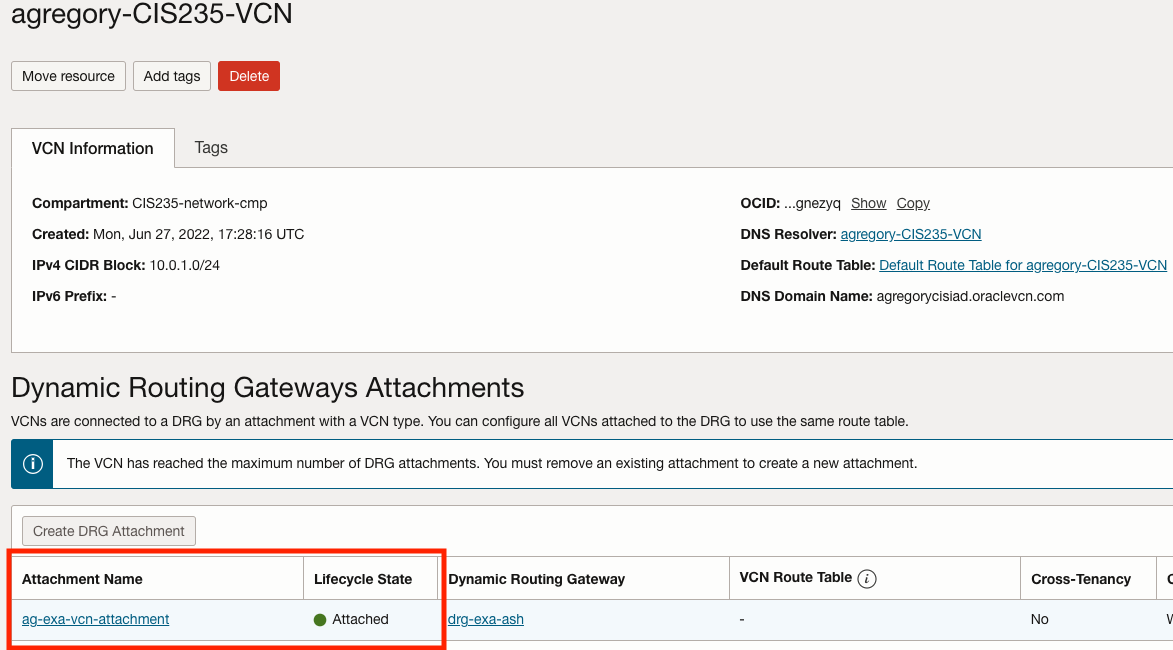 agregory-CIS235-VCN
Move resource Add tags Delete
VCN Information Tags
Compartment: CIS235-network-cmp OCID: ...gnezyq Show Copy
Created: Mon, Jun 27, 2022, 17:28:16 UTC DNS Resolver: agregory-CIS235-VCN
IPv4 CIDR Block: 10.0.1.0/24 Default Route Table: Default Route Table for agregory-CIS235-VCN
IPv6 Prefix: - DNS Domain Name: agregorycisiad.oraclevcn.com
Dynamic Routing Gateways Attachments
VCNs are connected to a DRG by an attachment with a VCN type. You can configure all VCNs attached to the DRG to use the same route table.
The VCN has reached the maximum number of DRG attachments. You must remove an existing attachment to create a new attachment.
Create DRG Attachment
Attachment Name Lifecycle State Dynamic Routing Gateway VCN Route Table Cross-Tenancy
ag-exa-vcn-attachment Attached drg-exa-ash - No